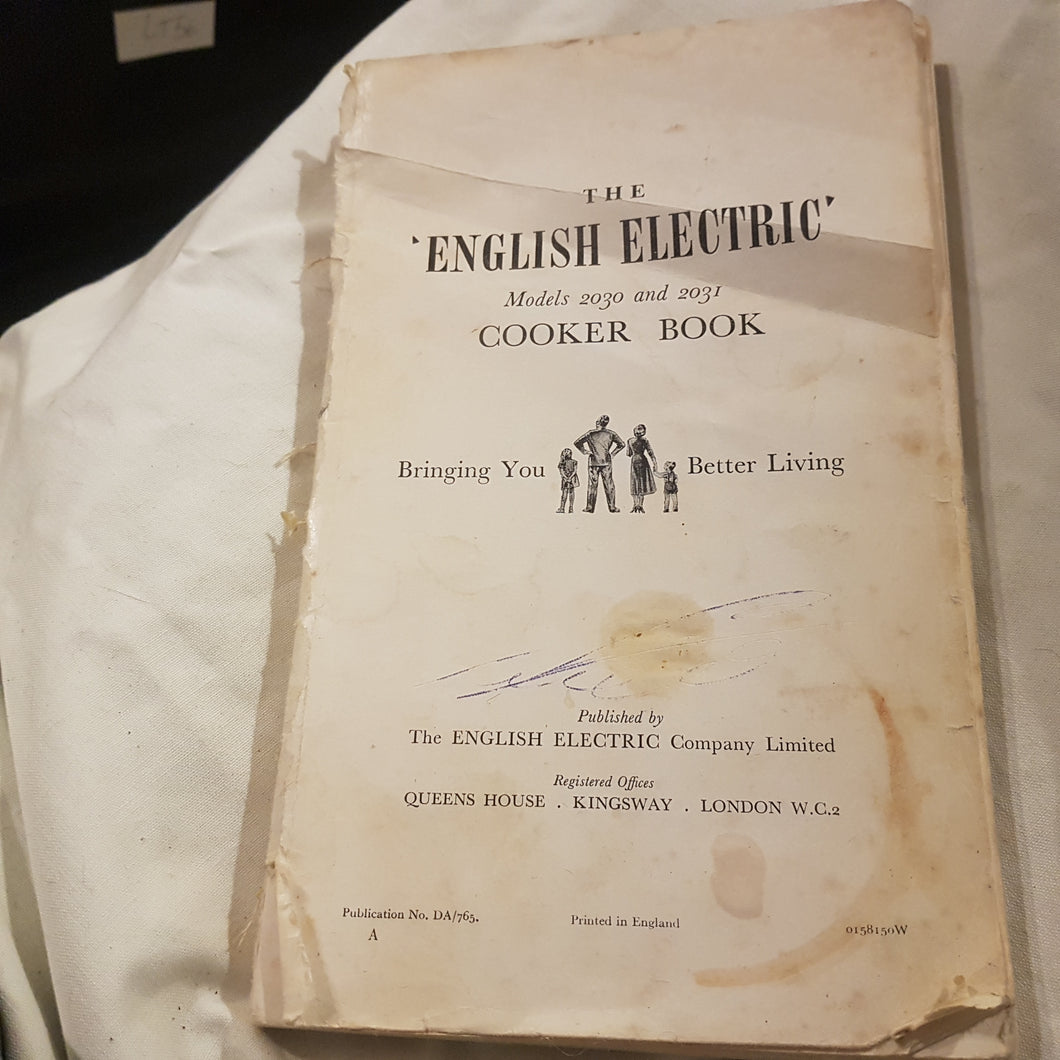 THE
'ENGLISH ELECTRIC'
Models 2030 and 2031
COOKER BOOK
Bringing You Better Living
Published by
The ENGLISH ELECTRIC Company Limited
Registered Offices
QUEENS HOUSE . KINGSWAY . LONDON W.C.2
Publication No. DA/765. Printed in England 0158150W
A